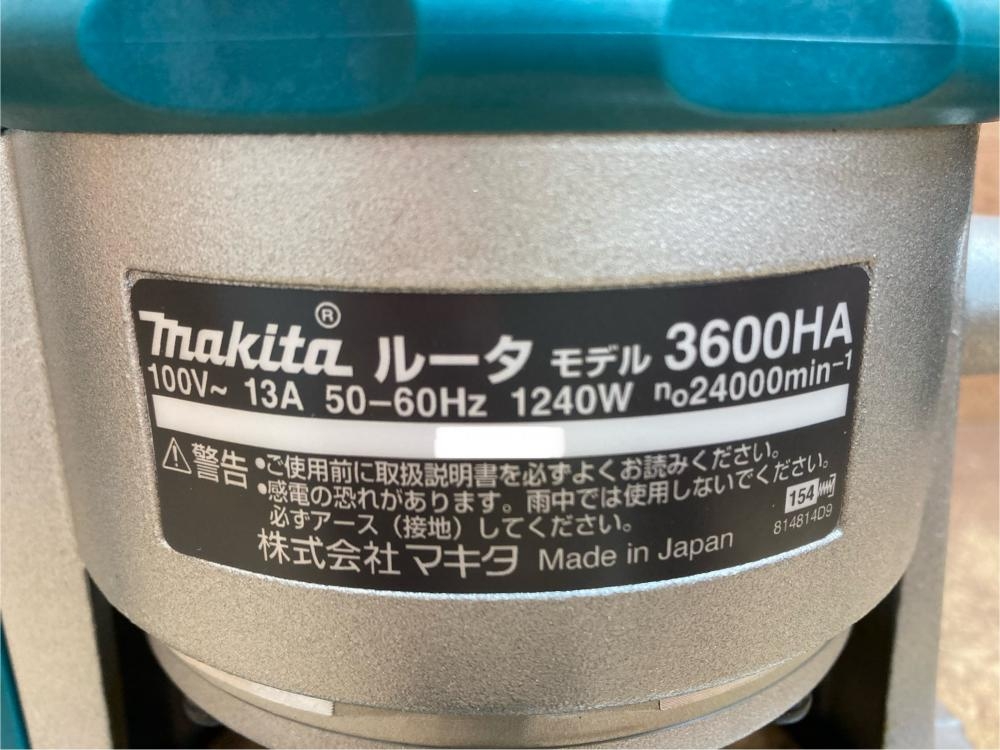 makita® ルータ モデル 3600HA
100V~ 13A 50-60Hz 1240W n₀24000min-1
⚠警告 •ご使用前に取扱説明書を必ずよくお読みください。
•感電の恐れがあります。雨中では使用しないでください。
必ずアース(接地)してください。
154
814814D9
株式会社 マキタ Made in Japan